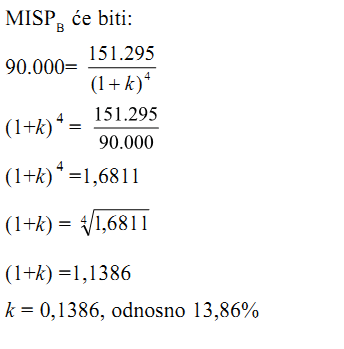 MISP_B će biti:
90.000= 151.295 / (1+k)^4
(1+k)^4 = 151.295 / 90.000
(1+k)^4 =1,6811
(1+k) = ∜1,6811
(1+k) =1,1386
k = 0,1386, odnosno 13,86%